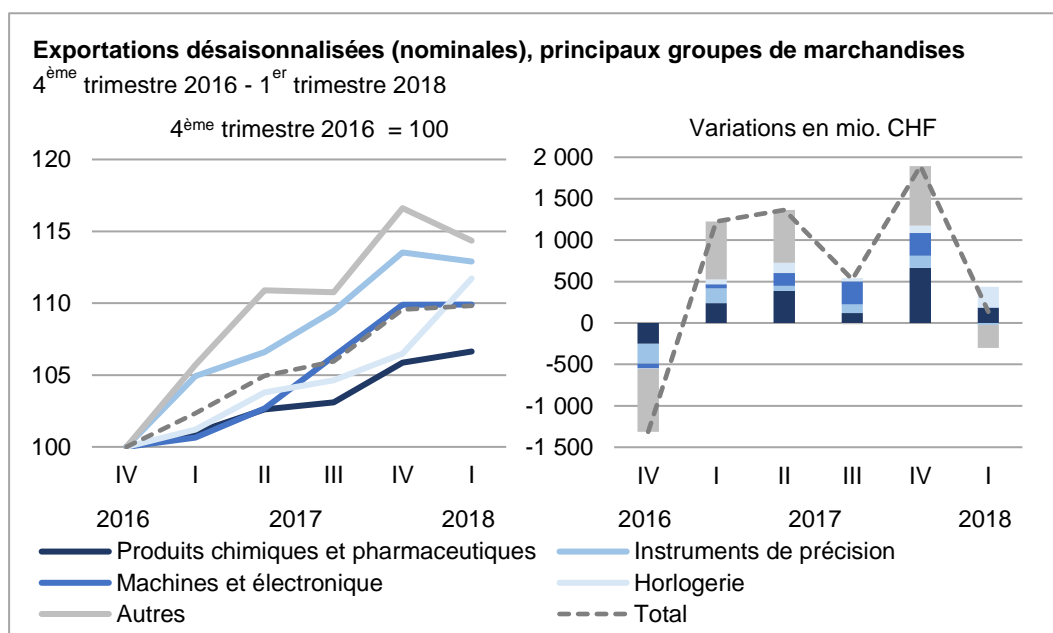 Exportations désaisonnalisées (nominales), principaux groupes de marchandises
4ème trimestre 2016 - 1er trimestre 2018
4ème trimestre 2016 = 100
120
115
110
105
100
IV I II III IV I
2016 2017 2018
Variations en mio. CHF
2 000
1 500
1 000
500
0
-500
-1 000
-1 500
IV I II III IV I
2016 2017 2018
Produits chimiques et pharmaceutiques
Instruments de précision
Machines et électronique
Horlogerie
Autres
Total